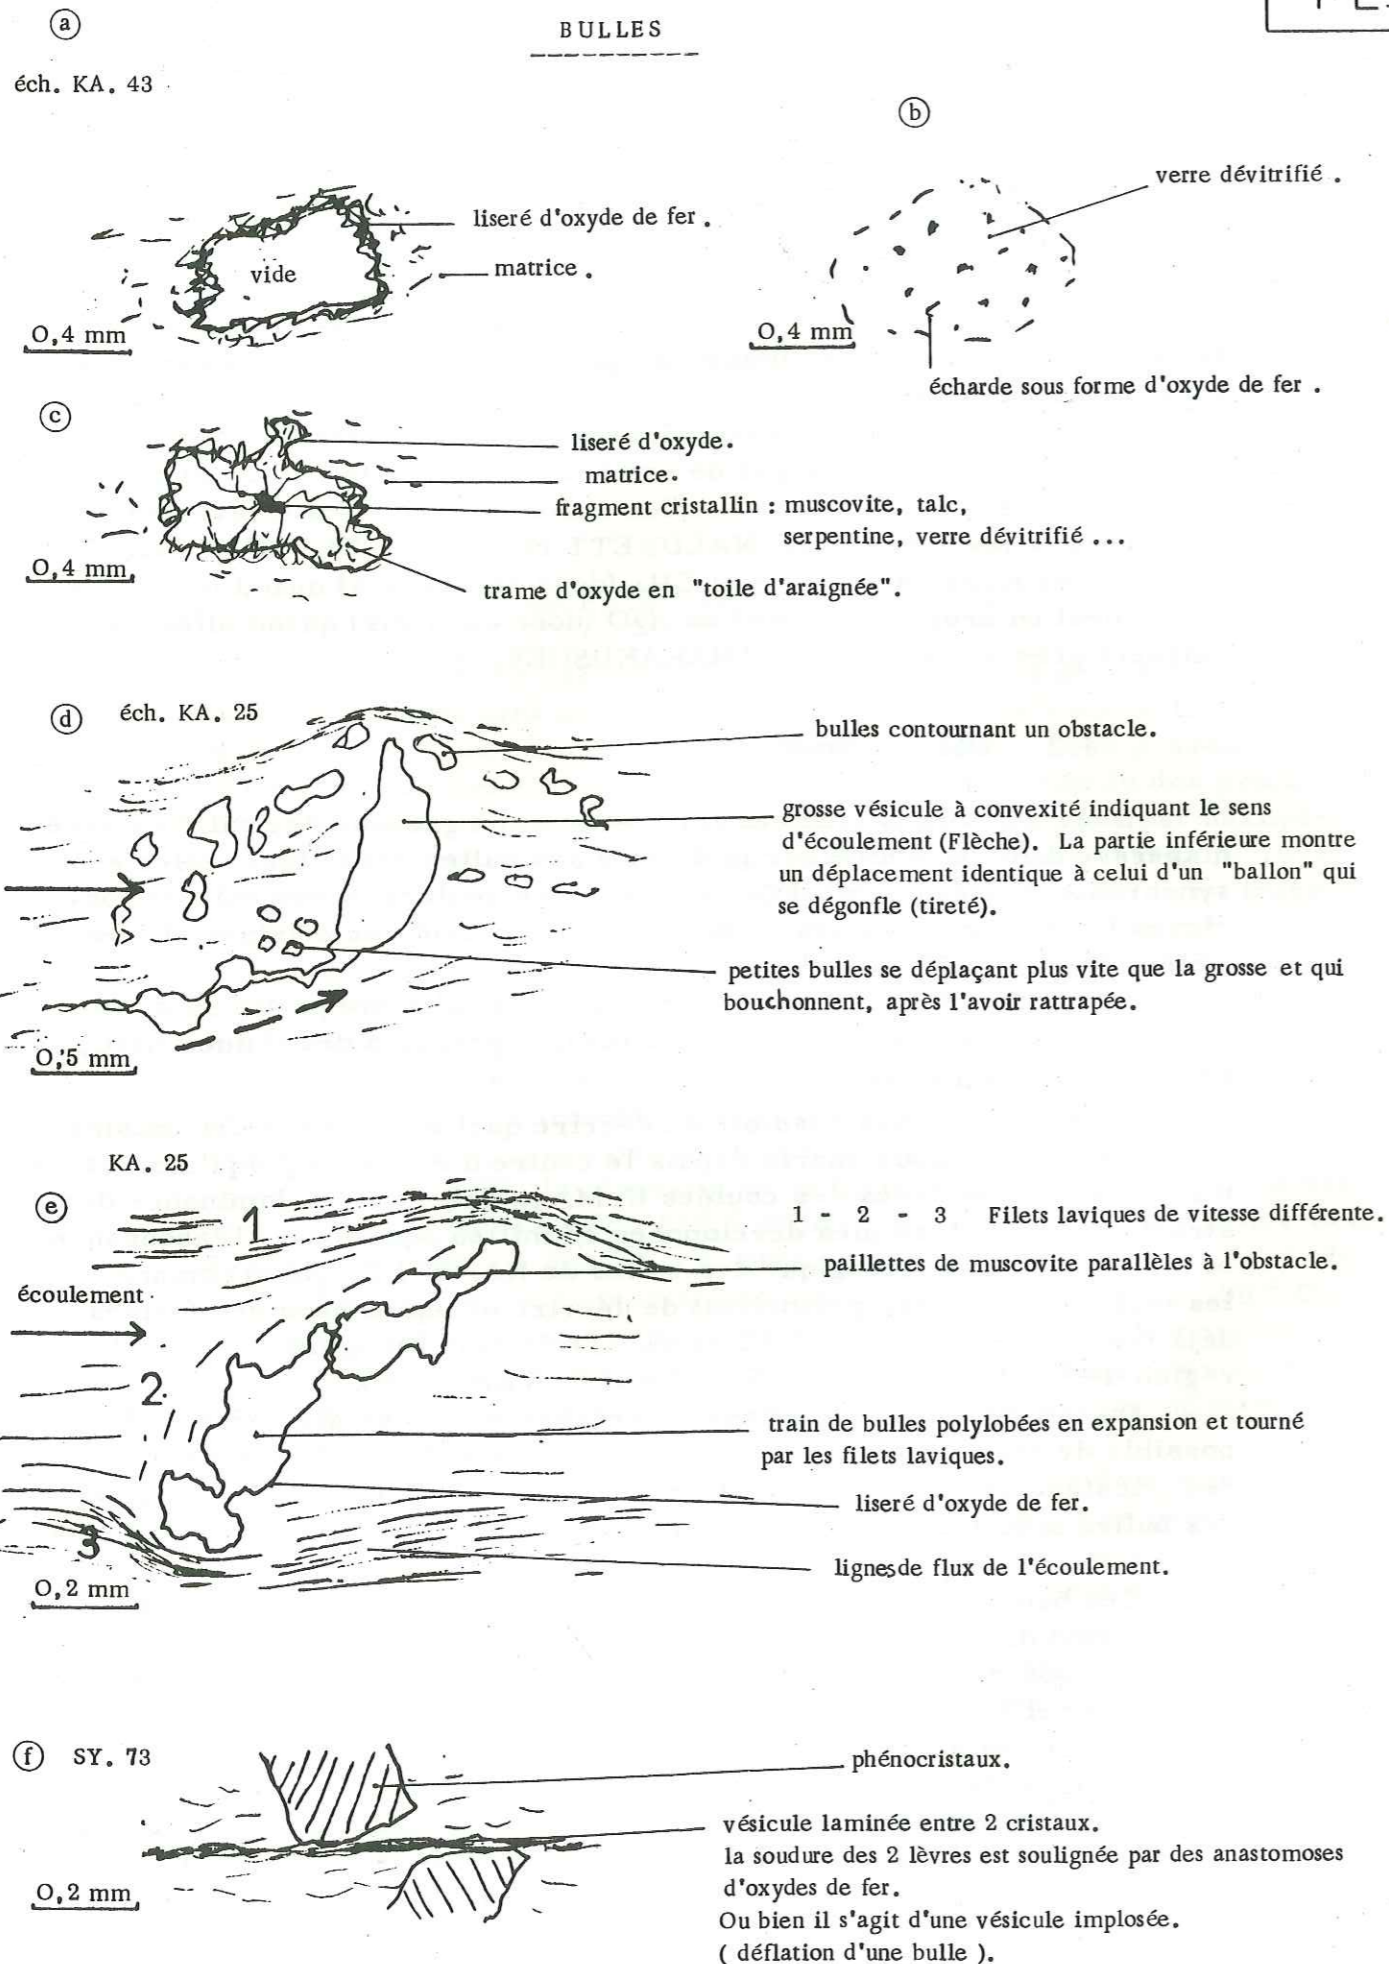 BULLES
ⓐ
éch. KA. 43
ⓑ
verre dévitrifié .
liseré d'oxyde de fer .
vide
matrice .
0,4 mm
0,4 mm
écharde sous forme d'oxyde de fer .
ⓒ
liseré d'oxyde.
matrice.
fragment cristallin : muscovite, talc,
serpentine, verre dévitrifié ...
0,4 mm
trame d'oxyde en "toile d'araignée".
ⓓ éch. KA. 25
bulles contournant un obstacle.
grosse vésicule à convexité indiquant le sens
d'écoulement (Flèche). La partie inférieure montre
un déplacement identique à celui d'un "ballon" qui
se dégonfle (tireté).
petites bulles se déplaçant plus vite que la grosse et qui
bouchonnent, après l'avoir rattrapée.
0,5 mm
KA. 25
ⓔ
1
1 - 2 - 3 Filets laviques de vitesse différente.
paillettes de muscovite parallèles à l'obstacle.
écoulement
2
train de bulles polylobées en expansion et tourné
par les filets laviques.
liseré d'oxyde de fer.
3
lignes de flux de l'écoulement.
0,2 mm
ⓕ SY. 73
phénocristaux.
vésicule laminée entre 2 cristaux.
la soudure des 2 lèvres est soulignée par des anastomoses
d'oxydes de fer.
0,2 mm
Ou bien il s'agit d'une vésicule implosée.
( déflation d'une bulle ).